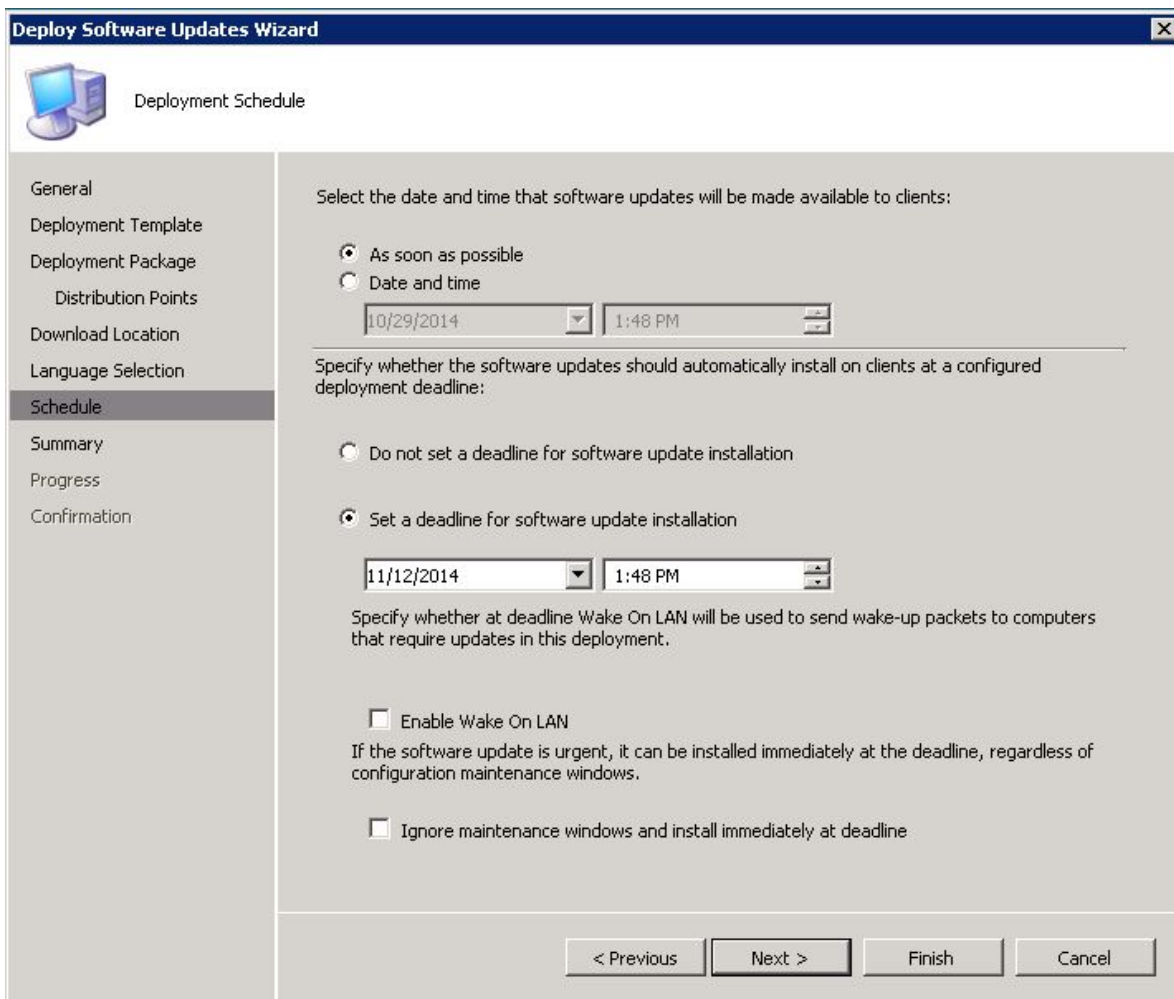 Deploy Software Updates Wizard
Deployment Schedule
General
Deployment Template
Deployment Package
Distribution Points
Download Location
Language Selection
Schedule
Summary
Progress
Confirmation
Select the date and time that software updates will be made available to clients:
As soon as possible
Date and time
10/29/2014 1:48 PM
Specify whether the software updates should automatically install on clients at a configured
deployment deadline:
Do not set a deadline for software update installation
Set a deadline for software update installation
11/12/2014 1:48 PM
Specify whether at deadline Wake On LAN will be used to send wake-up packets to computers
that require updates in this deployment.
Enable Wake On LAN
If the software update is urgent, it can be installed immediately at the deadline, regardless of
configuration maintenance windows.
Ignore maintenance windows and install immediately at deadline
< Previous Next > Finish Cancel